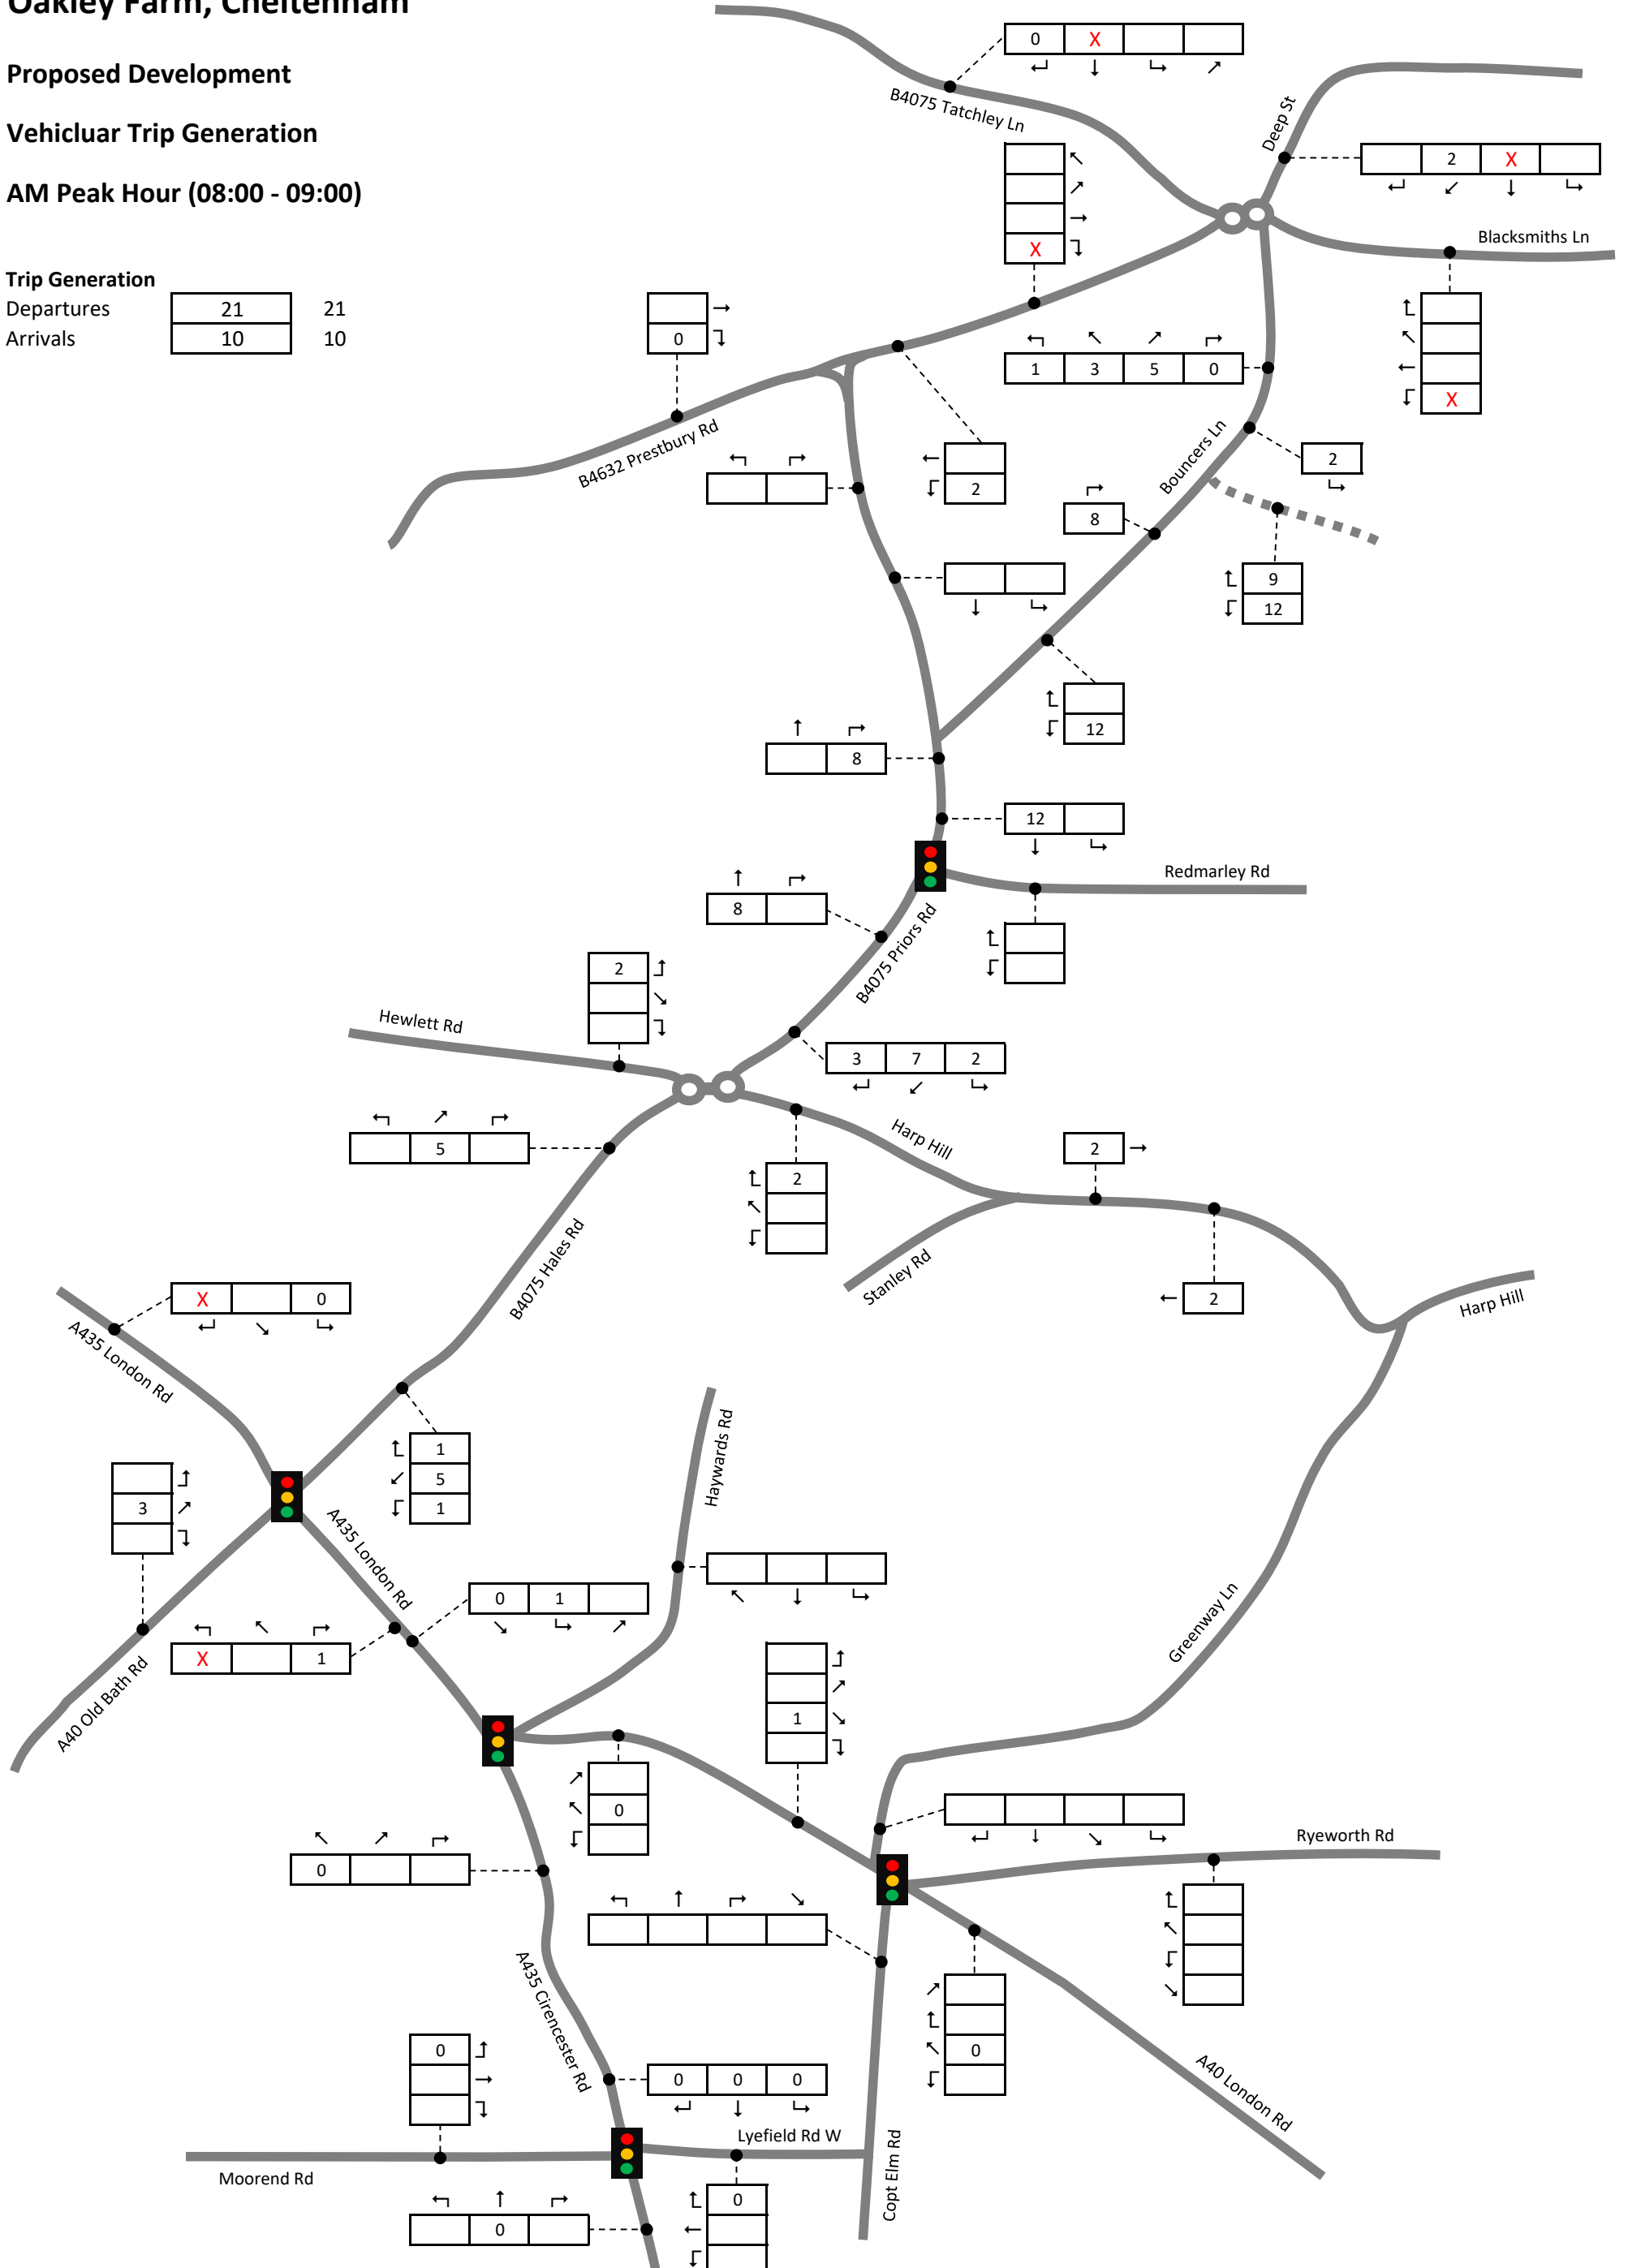 Oakley Farm, Cheltenham
Proposed Development
Vehicluar Trip Generation
AM Peak Hour (08:00 - 09:00)
Trip Generation
Departures 21 21
Arrivals 10 10
0 X
↵ ↓ ↳ ↗
B4075 Tatchley Ln
Deep St
2 X
↵ ↙ ↓ ↳
↖
↗
→
X ↴
Blacksmiths Ln
→
0 ↴
↰ ↖ ↗ ↱
1 3 5 0
↖
←
X
B4632 Prestbury Rd
↰ ↱
←
2
Bouncers Ln
2
↳
↱
8
↓ ↳
9
12
12
↑ ↱
8
12
↓ ↳
Redmarley Rd
↑ ↱
8
B4075 Priors Rd
2
↘
↴
Hewlett Rd
3 7 2
↵ ↙ ↳
↰ ↗ ↱
5
Harp Hill
2
↖
2 →
← 2
Stanley Rd
Harp Hill
B4075 Hales Rd
X 0
↵ ↘ ↳
A435 London Rd
1
↙ 5
1
3 ↗
↴
A435 London Rd
Haywards Rd
↖ ↓ ↳
0 1
↘ ↳ ↗
↰ ↖ ↱
X 1
A40 Old Bath Rd
Greenway Ln
↗
1 ↘
↴
↗
↖ 0
↵ ↓ ↘ ↳
Ryeworth Rd
↖ ↗ ↱
0
↰ ↑ ↱ ↘
↖
↘
↗
↖ 0
A435 Cirencester Rd
A40 London Rd
0
→
↴
0 0 0
↵ ↓ ↳
Lyefield Rd W
Moorend Rd
Copt Elm Rd
↰ ↑ ↱
0
0
←